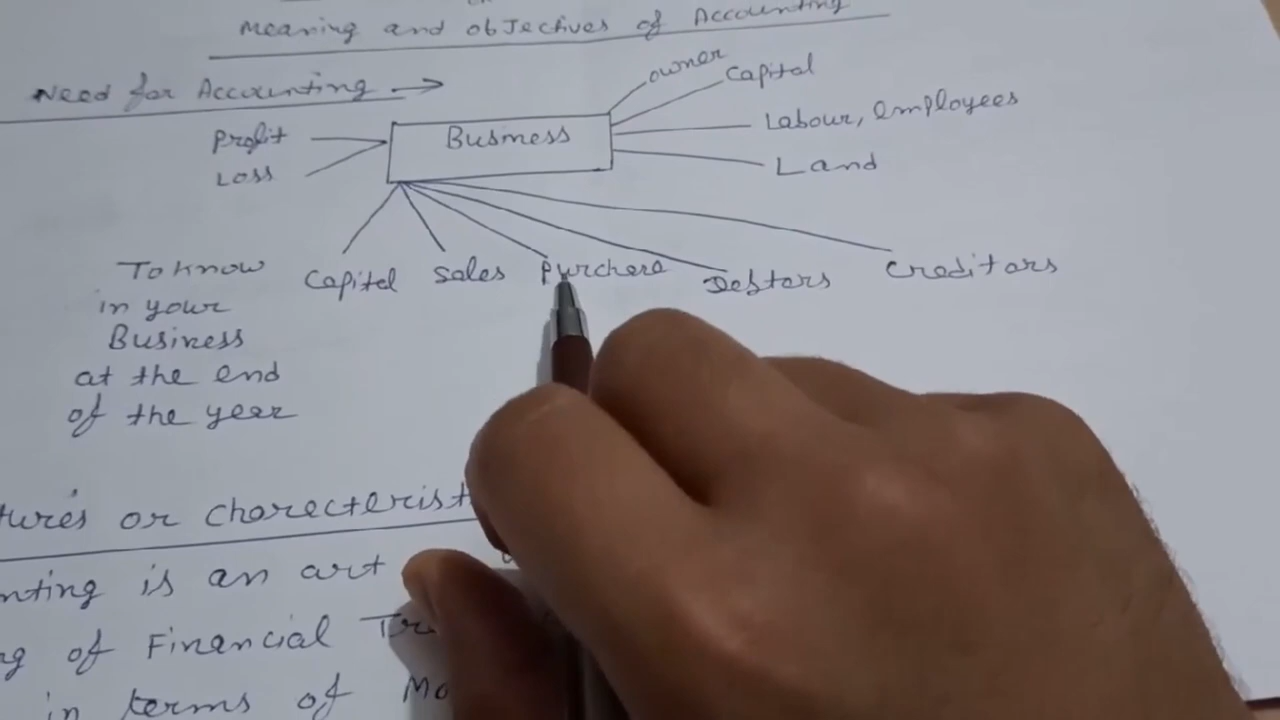 Meaning and objectives of Accounting
Need for Accounting →
owner
Capital
Labour, Employees
Land
Profit
Loss
Business
Capital Sales Purchase Debtors Creditors
To Know
in your
Business
at the end
of the year
or charecterist
is an art
of Financial
in terms of